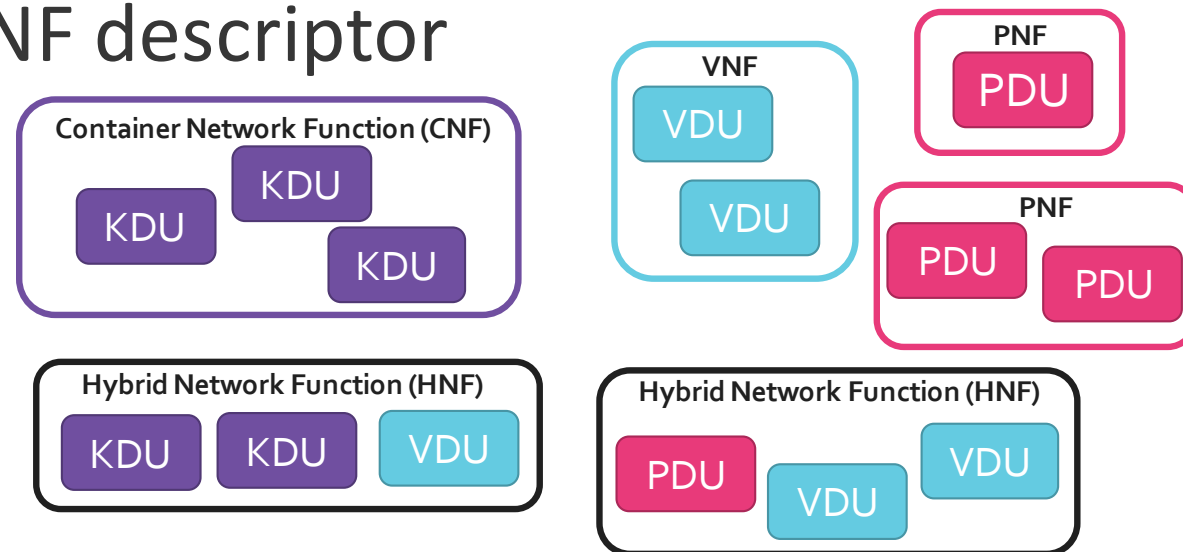 NF descriptor
Container Network Function (CNF)
KDU
KDU
KDU
VNF
VDU
VDU
PNF
PDU
PNF
PDU
PDU
Hybrid Network Function (HNF)
KDU
KDU
VDU
Hybrid Network Function (HNF)
PDU
VDU
VDU